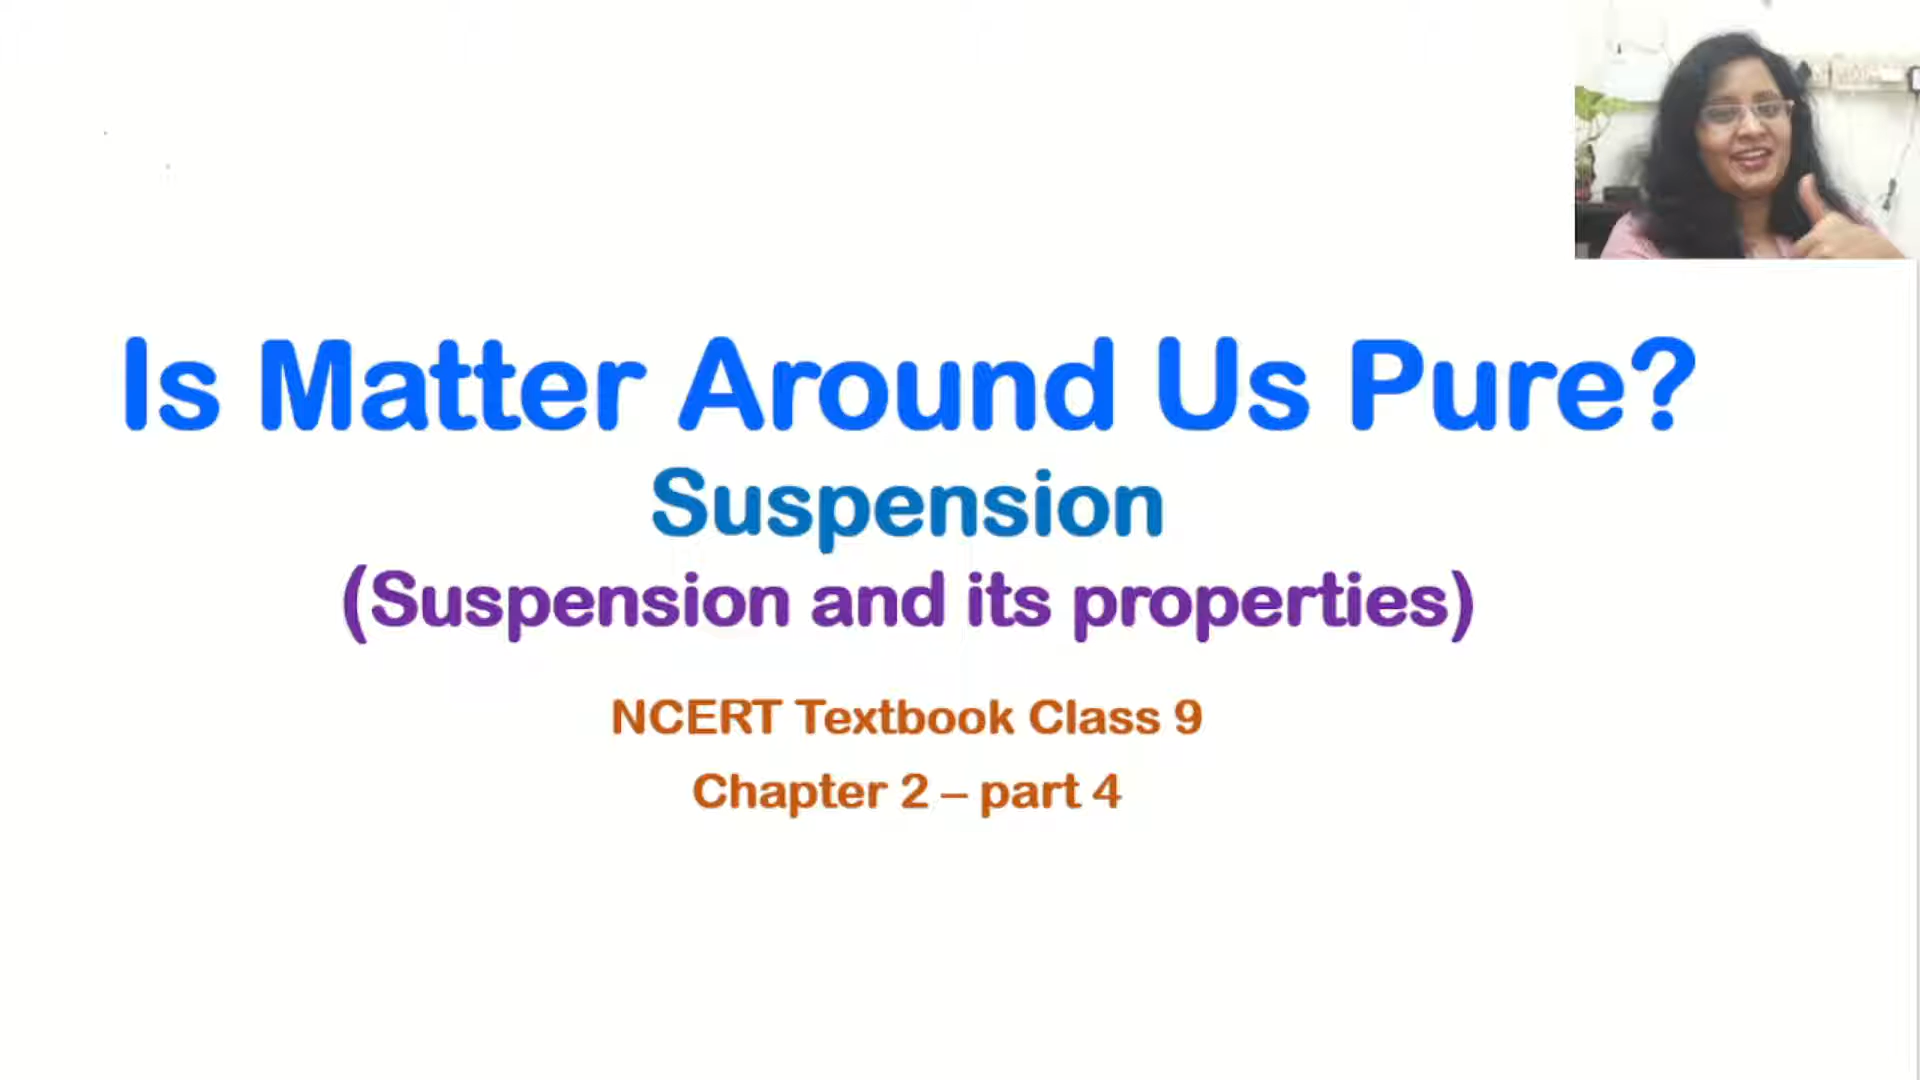 Is Matter Around Us Pure?
Suspension
(Suspension and its properties)
NCERT Textbook Class 9
Chapter 2 – part 4